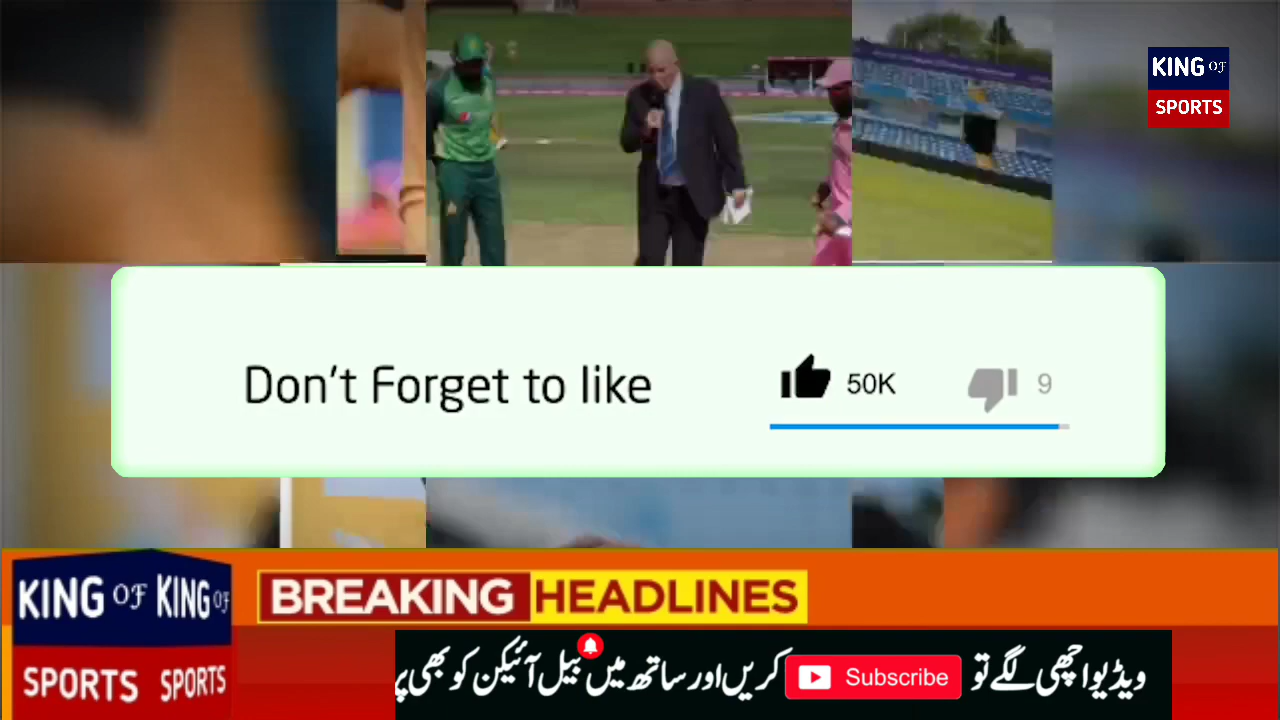 KING OF
SPORTS
Don't Forget to like
50K
9
KING OF KING OF
SPORTS SPORTS
BREAKING HEADLINES
ویڈیو اچھی لگے تو Subscribe کریں اور ساتھ میں بیل آئیکن کو بھی پر